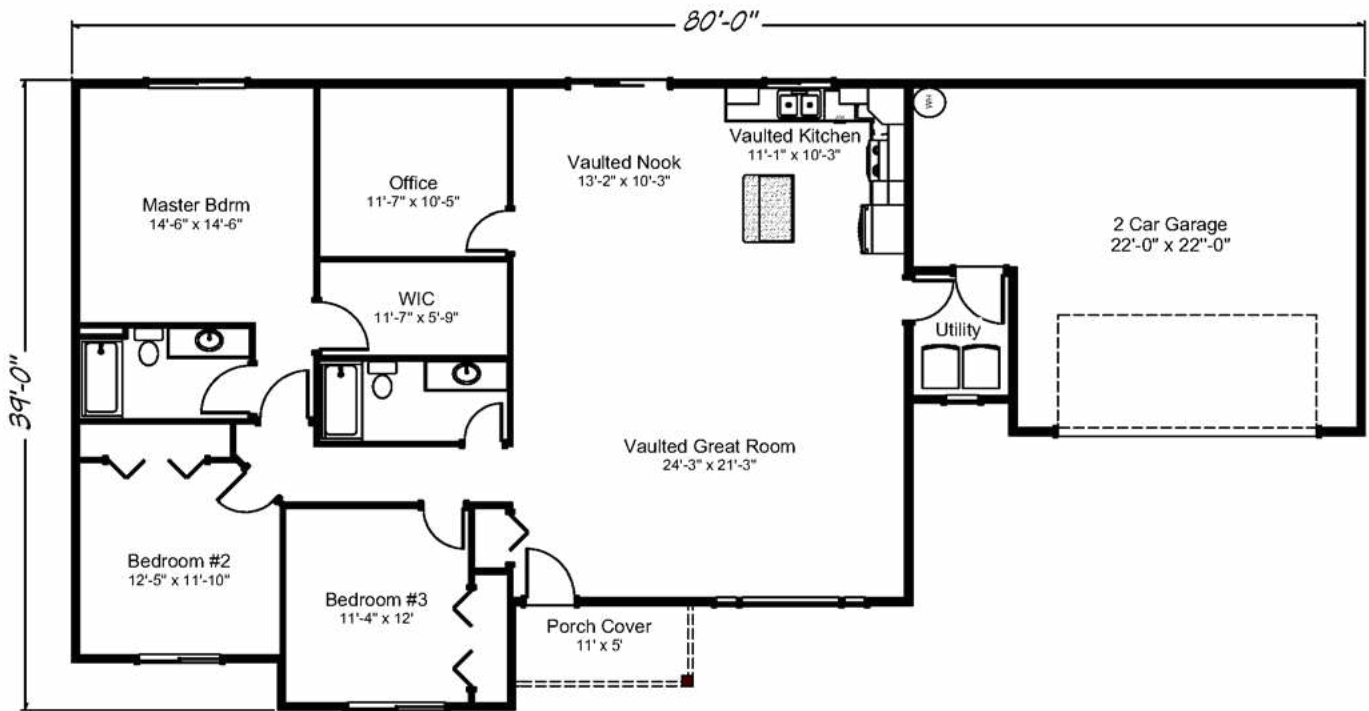 80'-0"
39'-0"
Master Bdrm
14'-6" x 14'-6"
Office
11'-7" x 10'-5"
WIC
11'-7" x 5'-9"
Vaulted Nook
13'-2" x 10'-3"
Vaulted Kitchen
11'-1" x 10'-3"
WH
2 Car Garage
22'-0" x 22"-0"
Utility
Vaulted Great Room
24'-3" x 21'-3"
Bedroom #2
12'-5" x 11'-10"
Bedroom #3
11'-4" x 12'
Porch Cover
11' x 5'